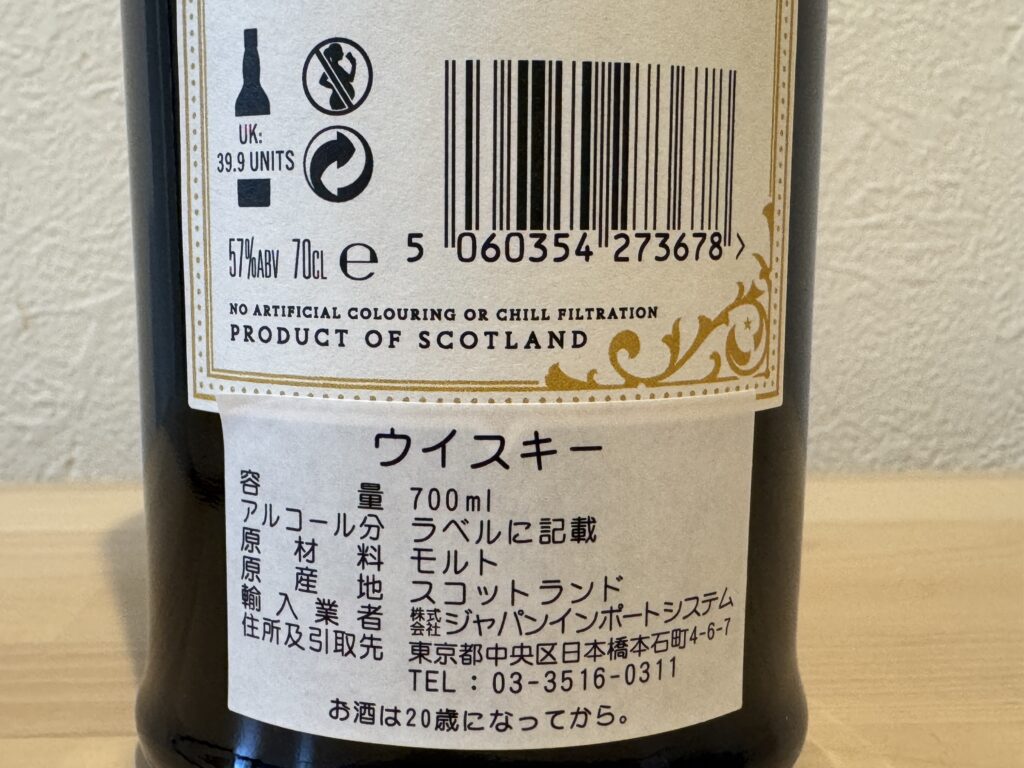 UK:
39.9 UNITS
57%ABV 70CL e
5 060354 273678 >
NO ARTIFICIAL COLOURING OR CHILL FILTRATION
PRODUCT OF SCOTLAND
ウイスキー
容量 700ml
アルコール分 ラベルに記載
原材料 モルト
原産地 スコットランド
輸入業者 株式会社ジャパンインポートシステム
住所及引取先 東京都中央区日本橋本石町4-6-7
TEL：03-3516-0311
お酒は20歳になってから。